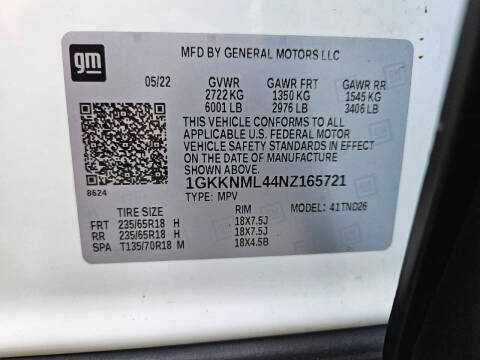 gm
MFD BY GENERAL MOTORS LLC
05/22 GVWR GAWR FRT GAWR RR
2722 KG 1350 KG 1545 KG
6001 LB 2976 LB 3406 LB
THIS VEHICLE CONFORMS TO ALL
APPLICABLE U.S. FEDERAL MOTOR
VEHICLE SAFETY STANDARDS IN EFFECT
ON THE DATE OF MANUFACTURE
SHOWN ABOVE.
8624
1GKKNML44NZ165721
TYPE: MPV
TIRE SIZE RIM MODEL: 41TND26
FRT 235/65R18 H 18X7.5J
RR 235/65R18 H 18X7.5J
SPA T135/70R18 M 18X4.5B